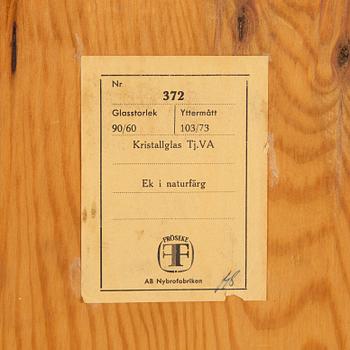 Nr
372
Glasstorlek Yttermått
90/60 103/73
Kristallglas Tj.VA
Ek i naturfärg
FRÖSEKE
AB Nybrofabriken